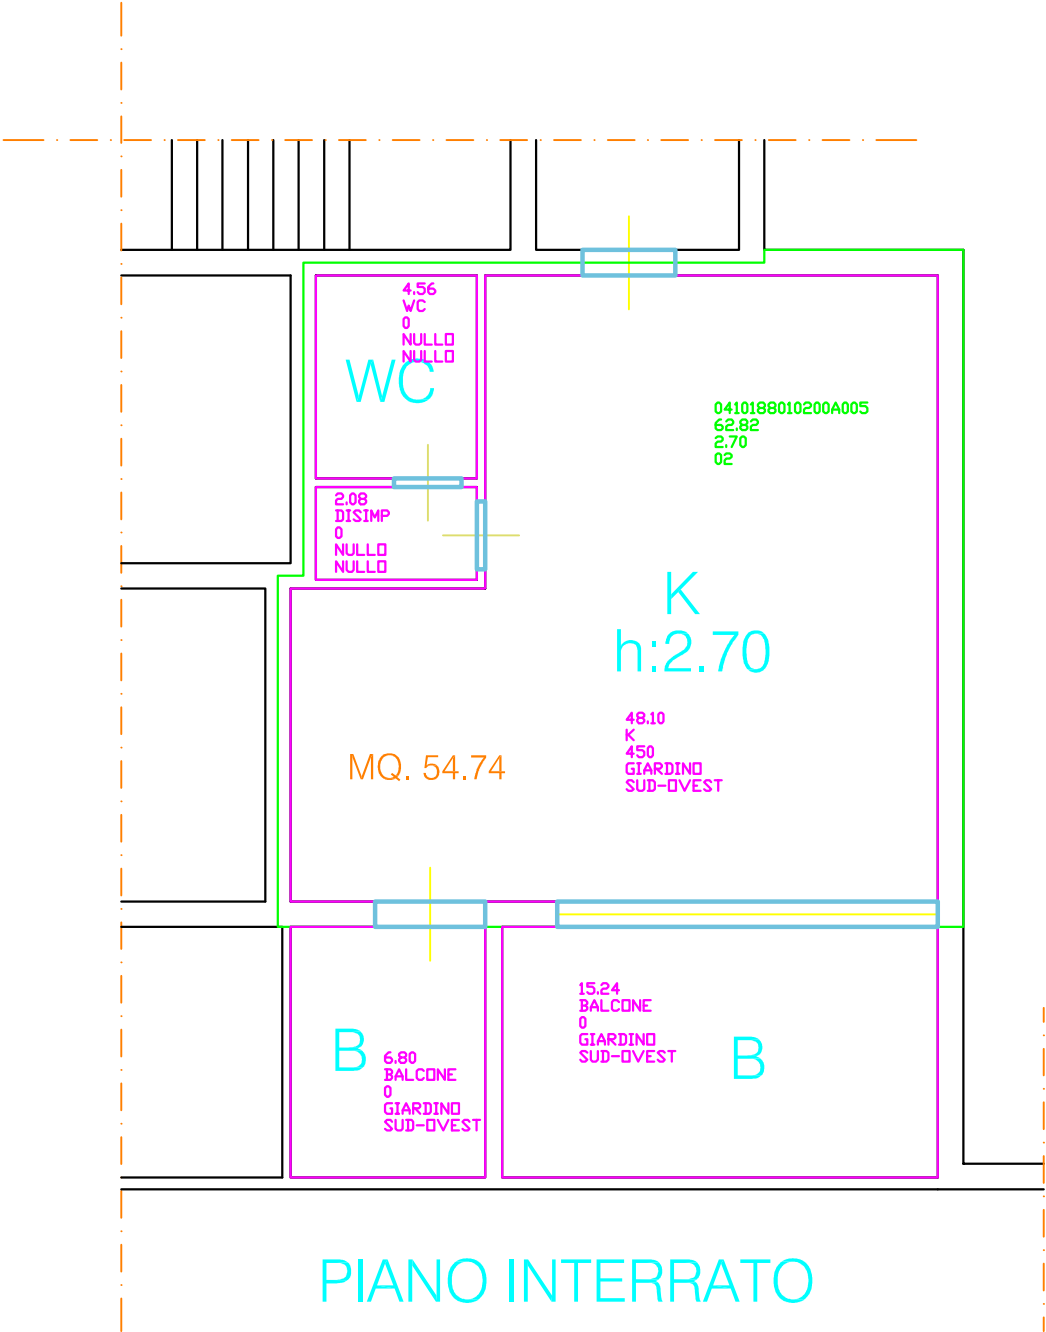 4.56
WC
0
NULLO
NULLO
WC
0410188010200A005
62.82
2.70
02
2.08
DISIMP
0
NULLO
NULLO
K
h:2.70
48.10
K
450
GIARDINO
SUD-OVEST
MQ. 54.74
15.24
BALCONE
0
GIARDINO
SUD-OVEST
B
B
6.80
BALCONE
0
GIARDINO
SUD-OVEST
PIANO INTERRATO